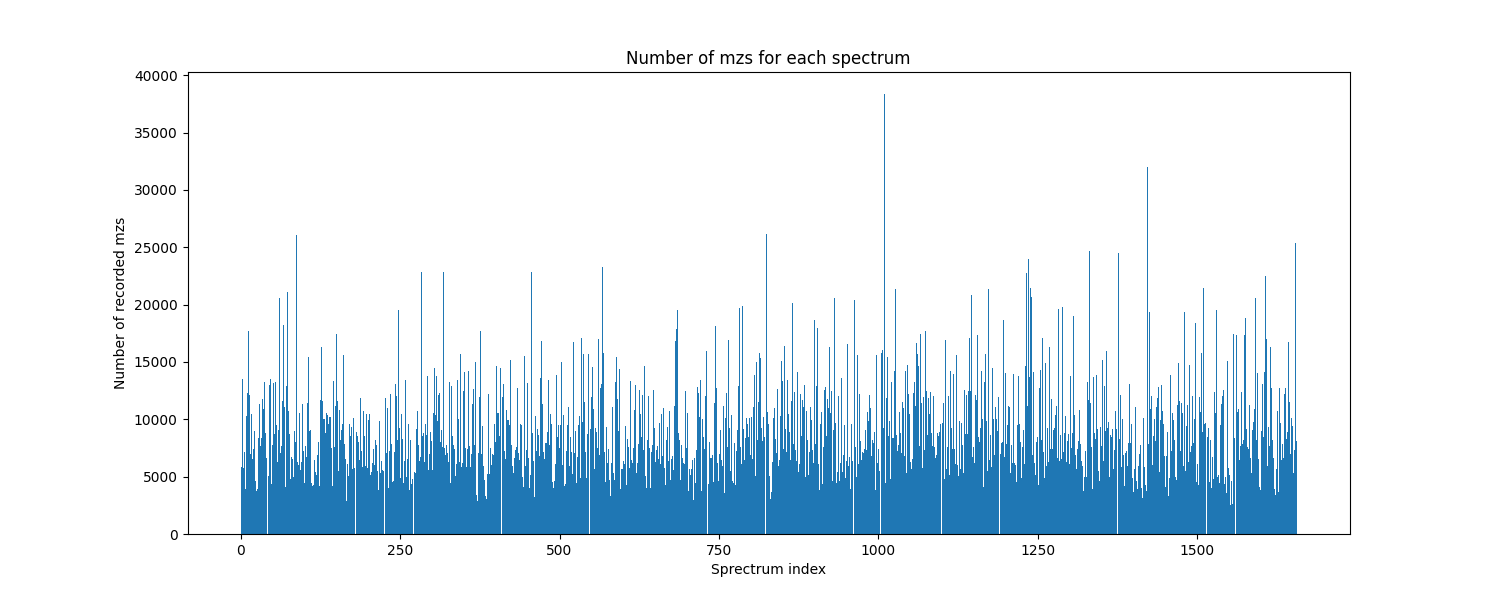 Number of mzs for each spectrum
40000
35000
30000
25000
20000
15000
10000
5000
0
Number of recorded mzs
0 250 500 750 1000 1250 1500
Sprectrum index